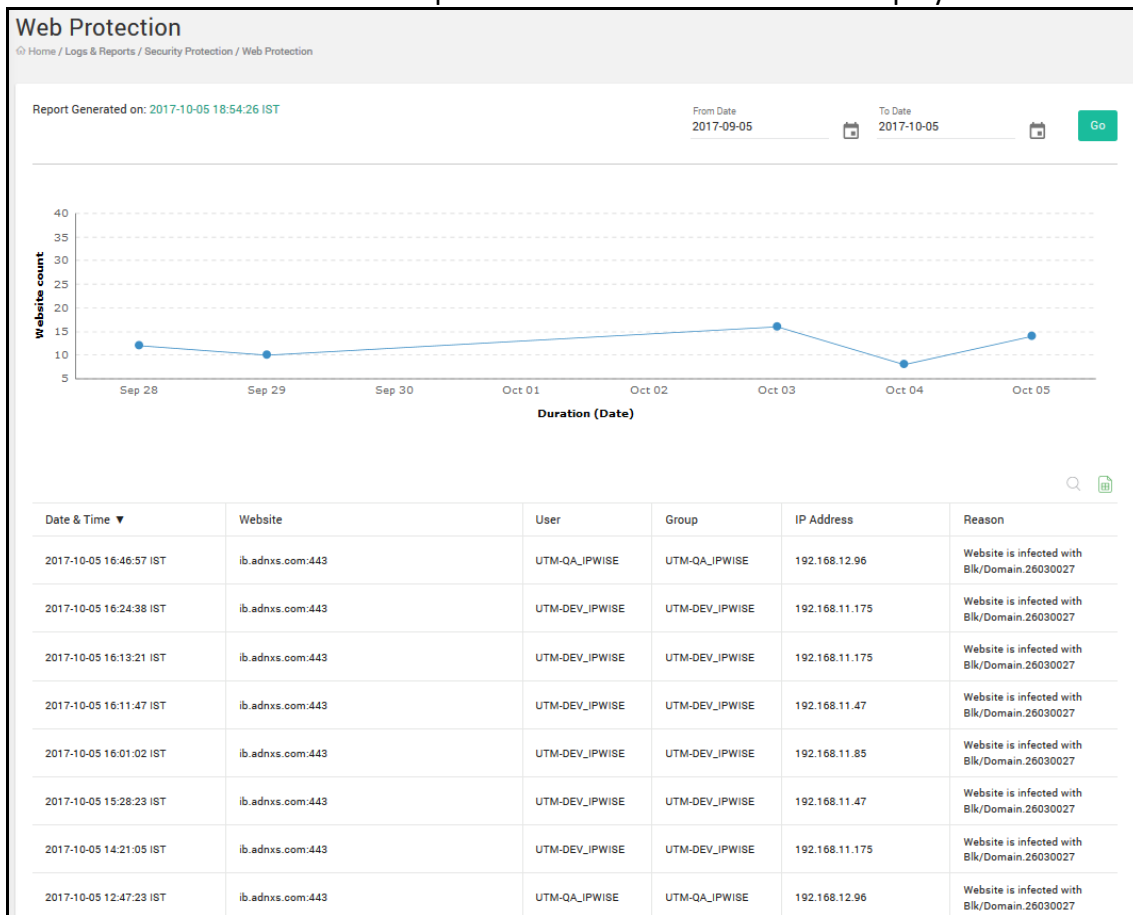 Web Protection
Home / Logs & Reports / Security Protection / Web Protection
Report Generated on: 2017-10-05 18:54:26 IST
From Date
2017-09-05
To Date
2017-10-05
Go
40
35
30
25
20
15
10
5
Website count
Sep 28 Sep 29 Sep 30 Oct 01 Oct 02 Oct 03 Oct 04 Oct 05
Duration (Date)
Date & Time ▼ Website User Group IP Address Reason
2017-10-05 16:46:57 IST ib.adnxs.com:443 UTM-QA_IPWISE UTM-QA_IPWISE 192.168.12.96 Website is infected with
Blk/Domain.26030027
2017-10-05 16:24:38 IST ib.adnxs.com:443 UTM-DEV_IPWISE UTM-DEV_IPWISE 192.168.11.175 Website is infected with
Blk/Domain.26030027
2017-10-05 16:13:21 IST ib.adnxs.com:443 UTM-DEV_IPWISE UTM-DEV_IPWISE 192.168.11.175 Website is infected with
Blk/Domain.26030027
2017-10-05 16:11:47 IST ib.adnxs.com:443 UTM-DEV_IPWISE UTM-DEV_IPWISE 192.168.11.47 Website is infected with
Blk/Domain.26030027
2017-10-05 16:01:02 IST ib.adnxs.com:443 UTM-DEV_IPWISE UTM-DEV_IPWISE 192.168.11.85 Website is infected with
Blk/Domain.26030027
2017-10-05 15:28:23 IST ib.adnxs.com:443 UTM-DEV_IPWISE UTM-DEV_IPWISE 192.168.11.47 Website is infected with
Blk/Domain.26030027
2017-10-05 14:21:05 IST ib.adnxs.com:443 UTM-DEV_IPWISE UTM-DEV_IPWISE 192.168.11.175 Website is infected with
Blk/Domain.26030027
2017-10-05 12:47:23 IST ib.adnxs.com:443 UTM-QA_IPWISE UTM-QA_IPWISE 192.168.12.96 Website is infected with
Blk/Domain.26030027